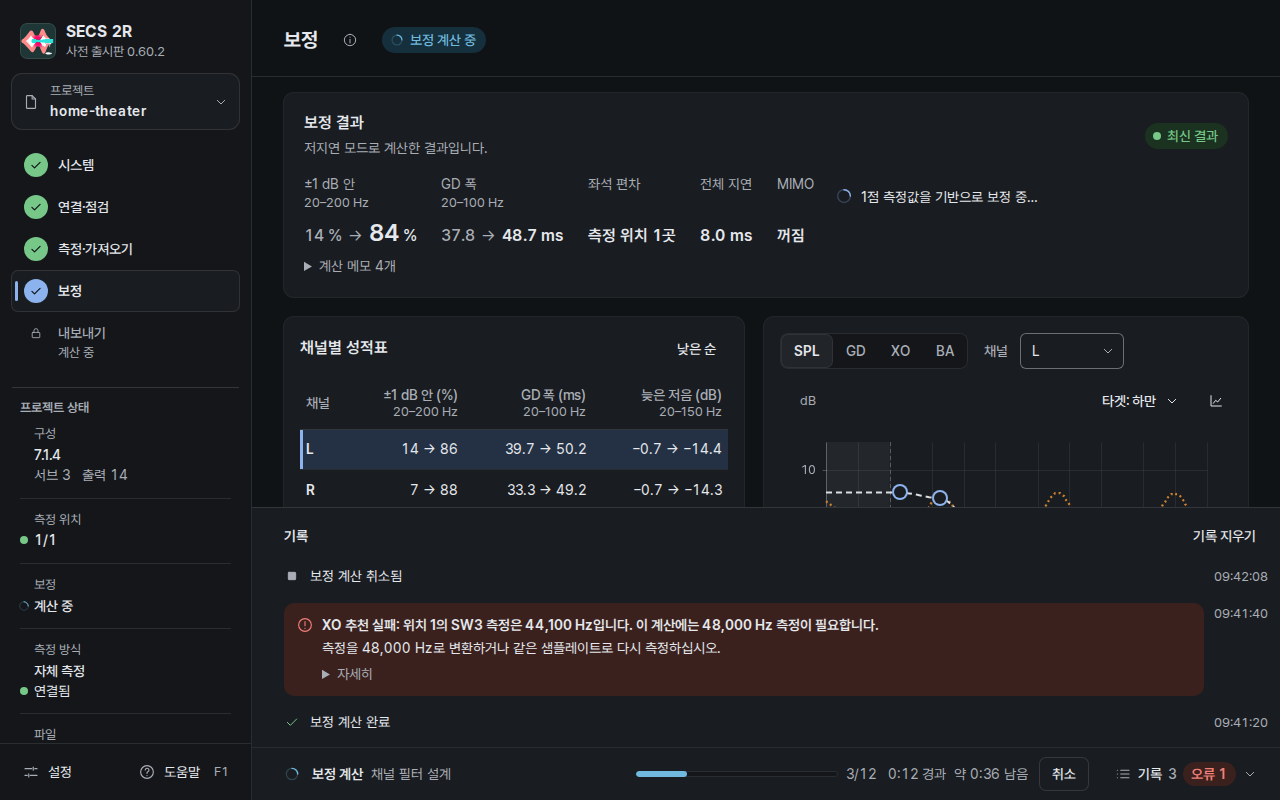 SECS 2R
사전 출시판 0.60.2
프로젝트
home-theater
시스템
연결·점검
측정·가져오기
보정
내보내기
계산 중
프로젝트 상태
구성
7.1.4
서브 3 출력 14
측정 위치
1/1
보정
계산 중
측정 방식
자체 측정
연결됨
파일
설정
도움말 F1
보정
보정 계산 중
보정 결과
저지연 모드로 계산한 결과입니다.
최신 결과
±1 dB 안
20–200 Hz
14 % → 84 %
GD 폭
20–100 Hz
37.8 → 48.7 ms
좌석 편차
측정 위치 1곳
전체 지연
8.0 ms
MIMO
꺼짐
1점 측정값을 기반으로 보정 중...
계산 메모 4개
채널별 성적표
낮은 순
채널
±1 dB 안 (%)
20–200 Hz
GD 폭 (ms)
20–100 Hz
늦은 저음 (dB)
20–150 Hz
L 14 → 86 39.7 → 50.2 −0.7 → −14.4
R 7 → 88 33.3 → 49.2 −0.7 → −14.3
SPL GD XO BA 채널 L
dB
타겟: 하만
10
기록
기록 지우기
보정 계산 취소됨 09:42:08
XO 추천 실패: 위치 1의 SW3 측정은 44,100 Hz입니다. 이 계산에는 48,000 Hz 측정이 필요합니다. 09:41:40
측정을 48,000 Hz로 변환하거나 같은 샘플레이트로 다시 측정하십시오.
자세히
보정 계산 완료 09:41:20
보정 계산 채널 필터 설계 3/12 0:12 경과 약 0:36 남음 취소 기록 3 오류 1